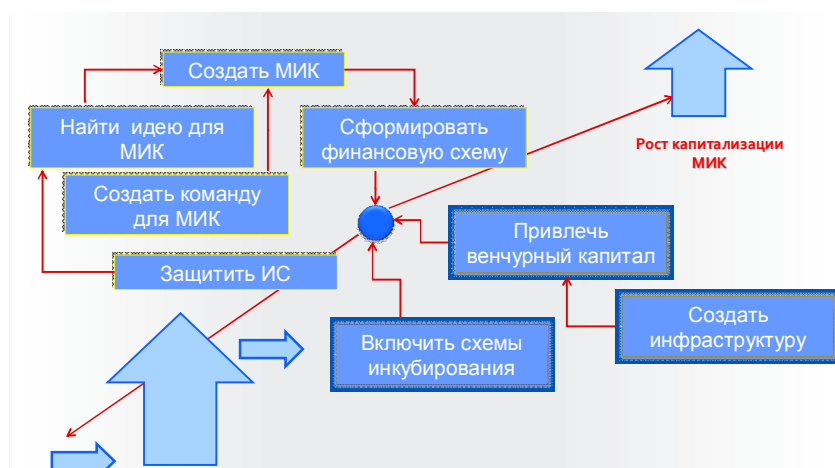 Создать МИК
Найти идею для
МИК
Сформировать
финансовую схему
Рост капитализации
МИК
Создать команду
для МИК
Привлечь
венчурный капитал
Защитить ИС
Создать
инфраструктуру
Включить схемы
инкубирования